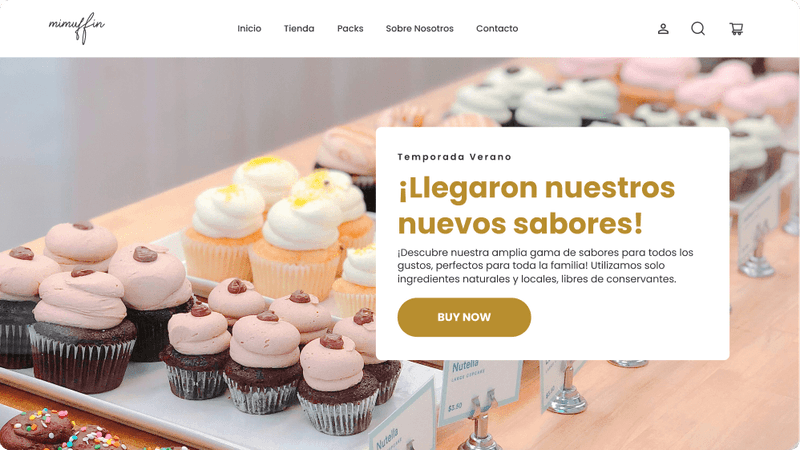 mimuffin
Inicio Tienda Packs Sobre Nosotros Contacto
Temporada Verano
¡Llegaron nuestros
nuevos sabores!
¡Descubre nuestra amplia gama de sabores para todos los
gustos, perfectos para toda la familia! Utilizamos solo
ingredientes naturales y locales, libres de conservantes.
BUY NOW
Nutella
LARGE CUPCAKE
$3.50
Nutella